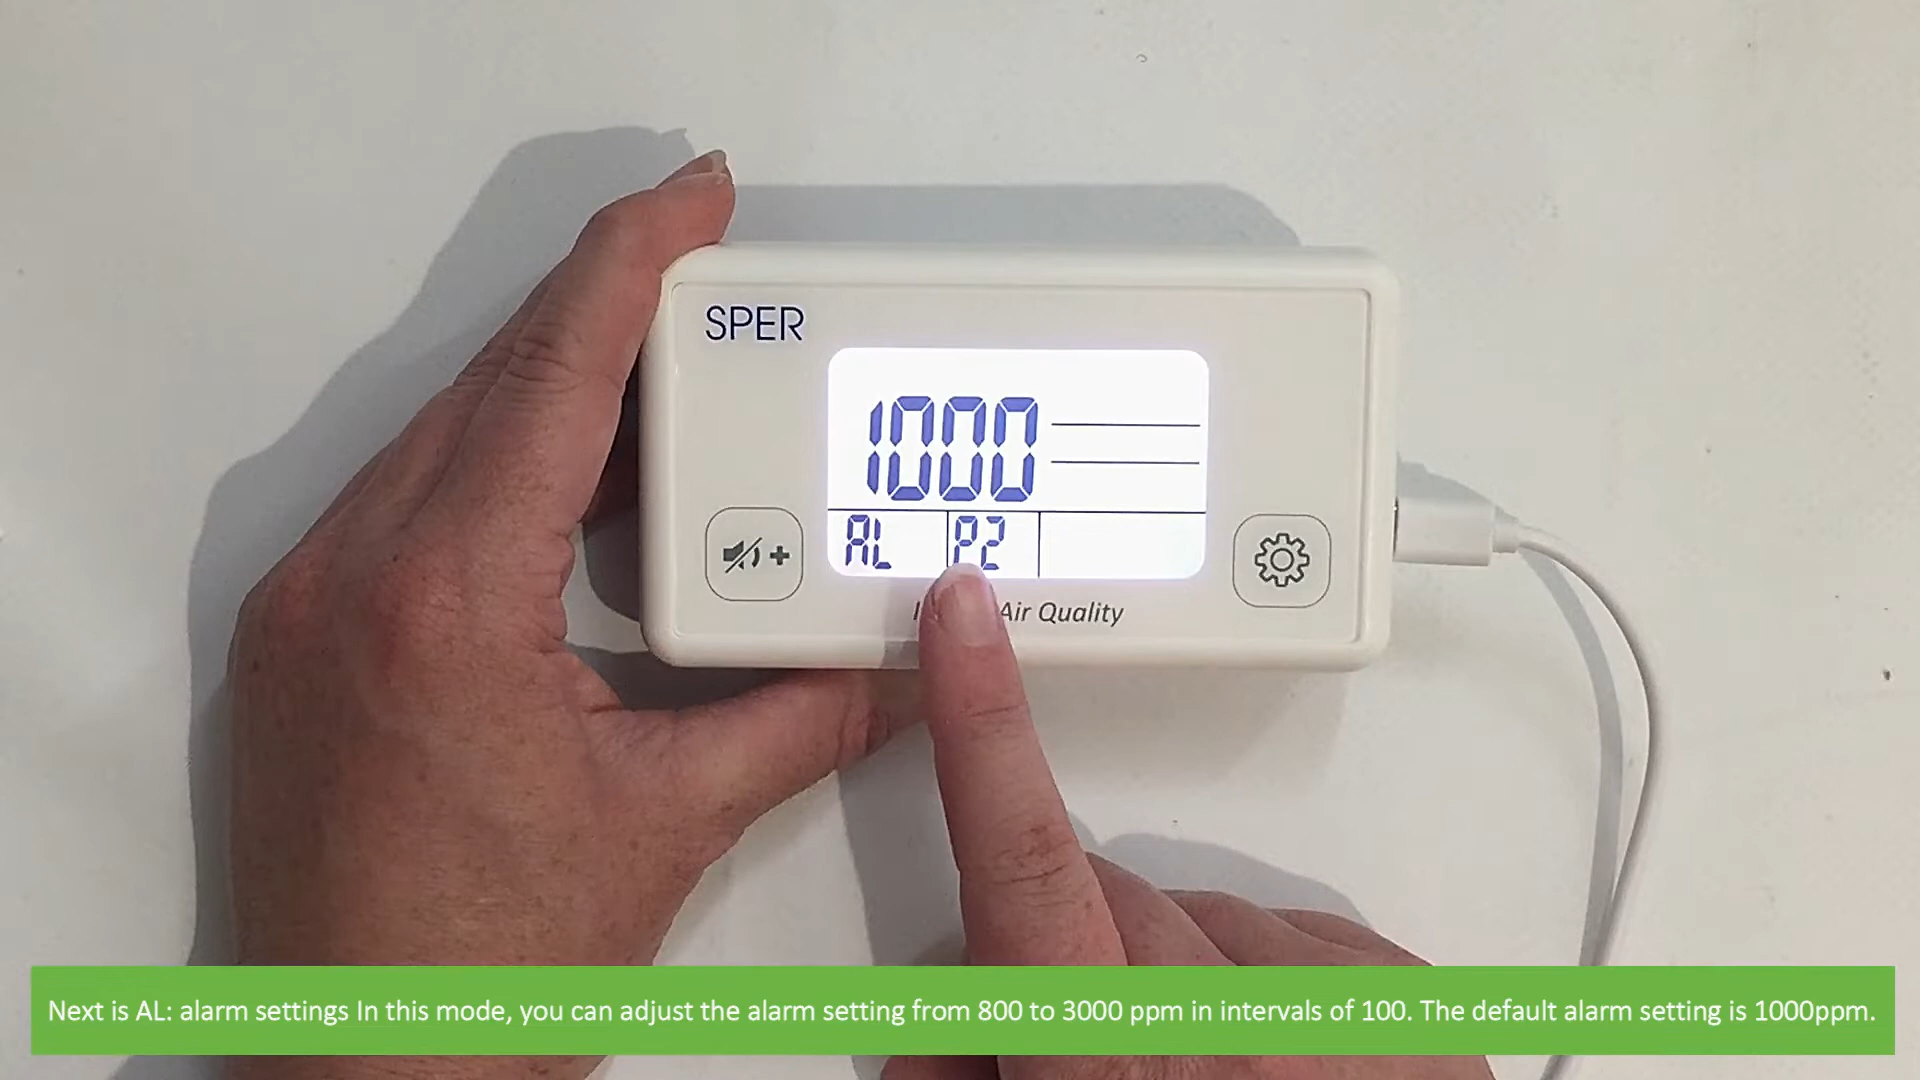 SPER
1000
AL P2
Air Quality
Next is AL: alarm settings In this mode, you can adjust the alarm setting from 800 to 3000 ppm in intervals of 100. The default alarm setting is 1000ppm.